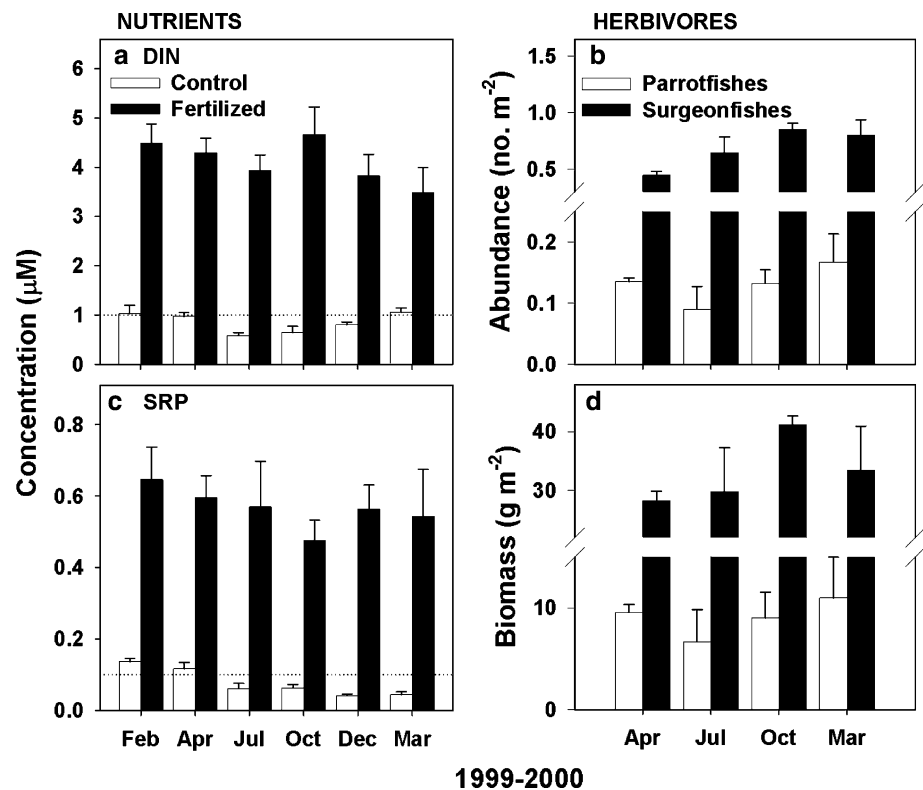 NUTRIENTS
HERBIVORES
a DIN
Control
Fertilized
6
5
4
3
2
1
0
b
Parrotfishes
Surgeonfishes
1.5
1.0
0.5
0.2
0.1
0.0
Abundance (no. m⁻²)
Concentration (µM)
c SRP
0.8
0.6
0.4
0.2
0.0
Feb Apr Jul Oct Dec Mar
d
40
30
10
0
Biomass (g m⁻²)
Apr Jul Oct Mar
1999-2000